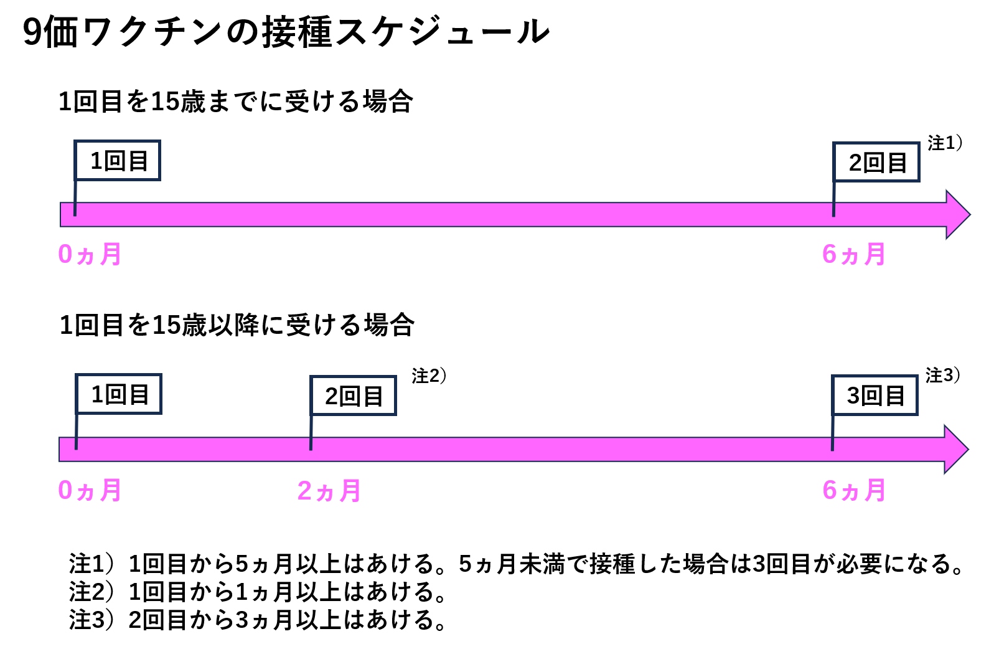 9価ワクチンの接種スケジュール
1回目を15歳までに受ける場合
1回目
2回目
注1）
0ヵ月
6ヵ月
1回目を15歳以降に受ける場合
1回目
2回目
注2）
3回目
注3）
0ヵ月
2ヵ月
6ヵ月
注1）1回目から5ヵ月以上はあける。5ヵ月未満で接種した場合は3回目が必要になる。
注2）1回目から1ヵ月以上はあける。
注3）2回目から3ヵ月以上はあける。